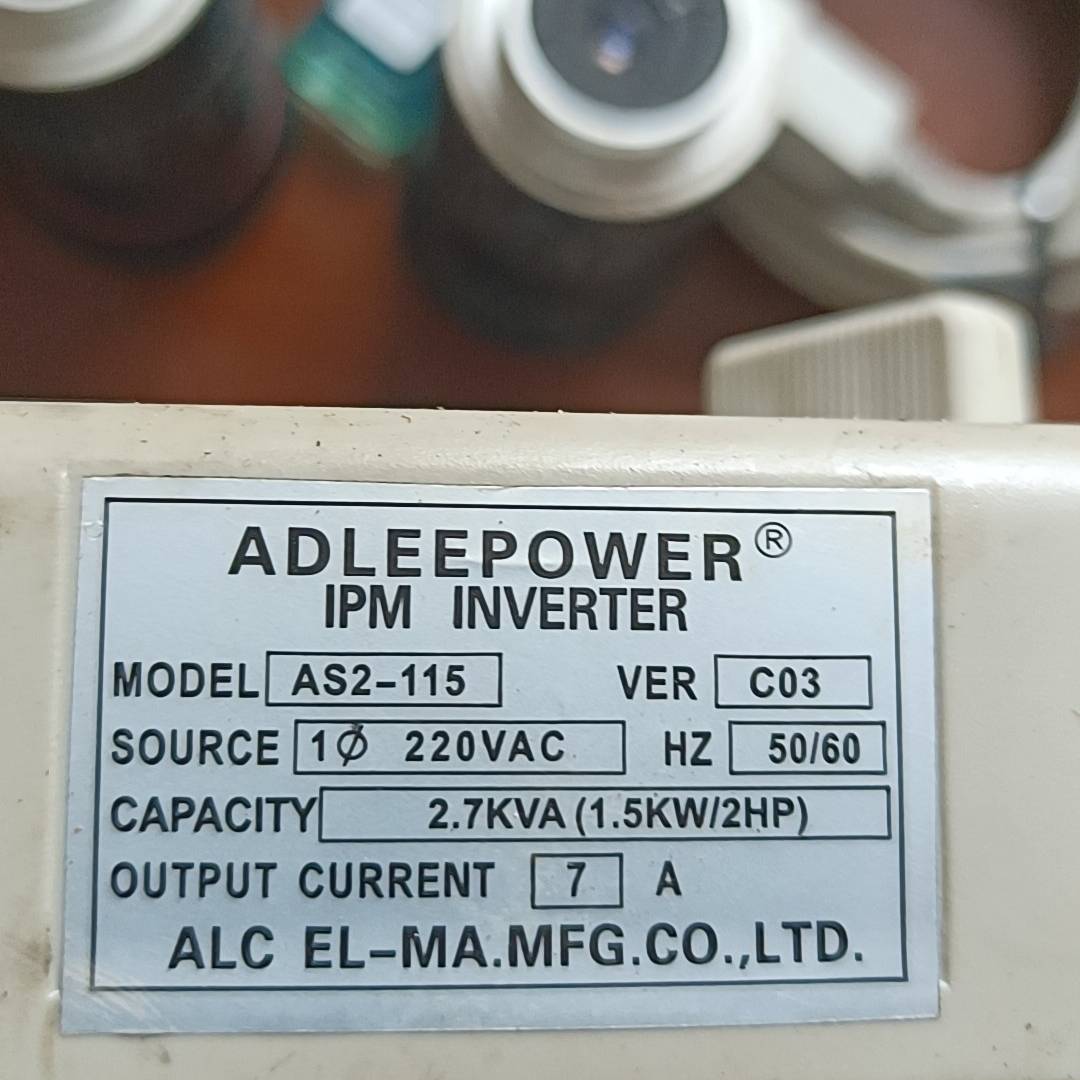 ADLEEPOWER®
IPM INVERTER
MODEL AS2-115 VER C03
SOURCE 1Ø 220VAC HZ 50/60
CAPACITY 2.7KVA (1.5KW/2HP)
OUTPUT CURRENT 7 A
ALC EL-MA.MFG.CO.,LTD.